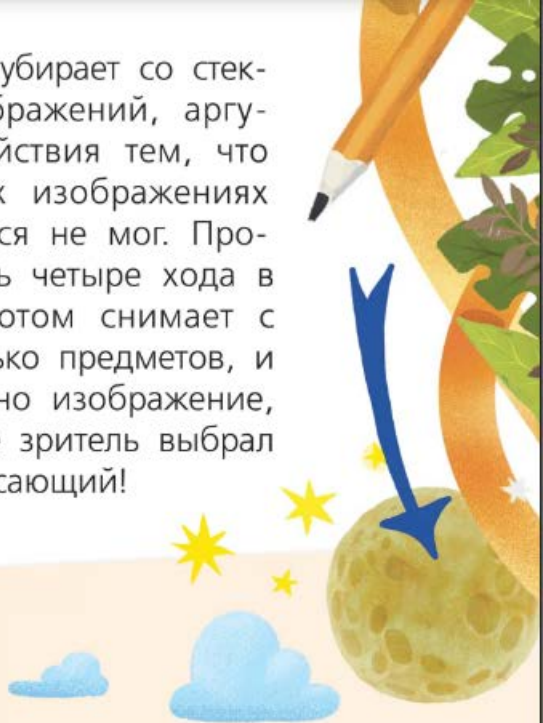 убирает со стек-
бражений, аргу-
йствия тем, что
х изображениях
ся не мог. Про-
ь четыре хода в
отом снимает с
ько предметов, и
но изображение,
зритель выбрал
сающий!